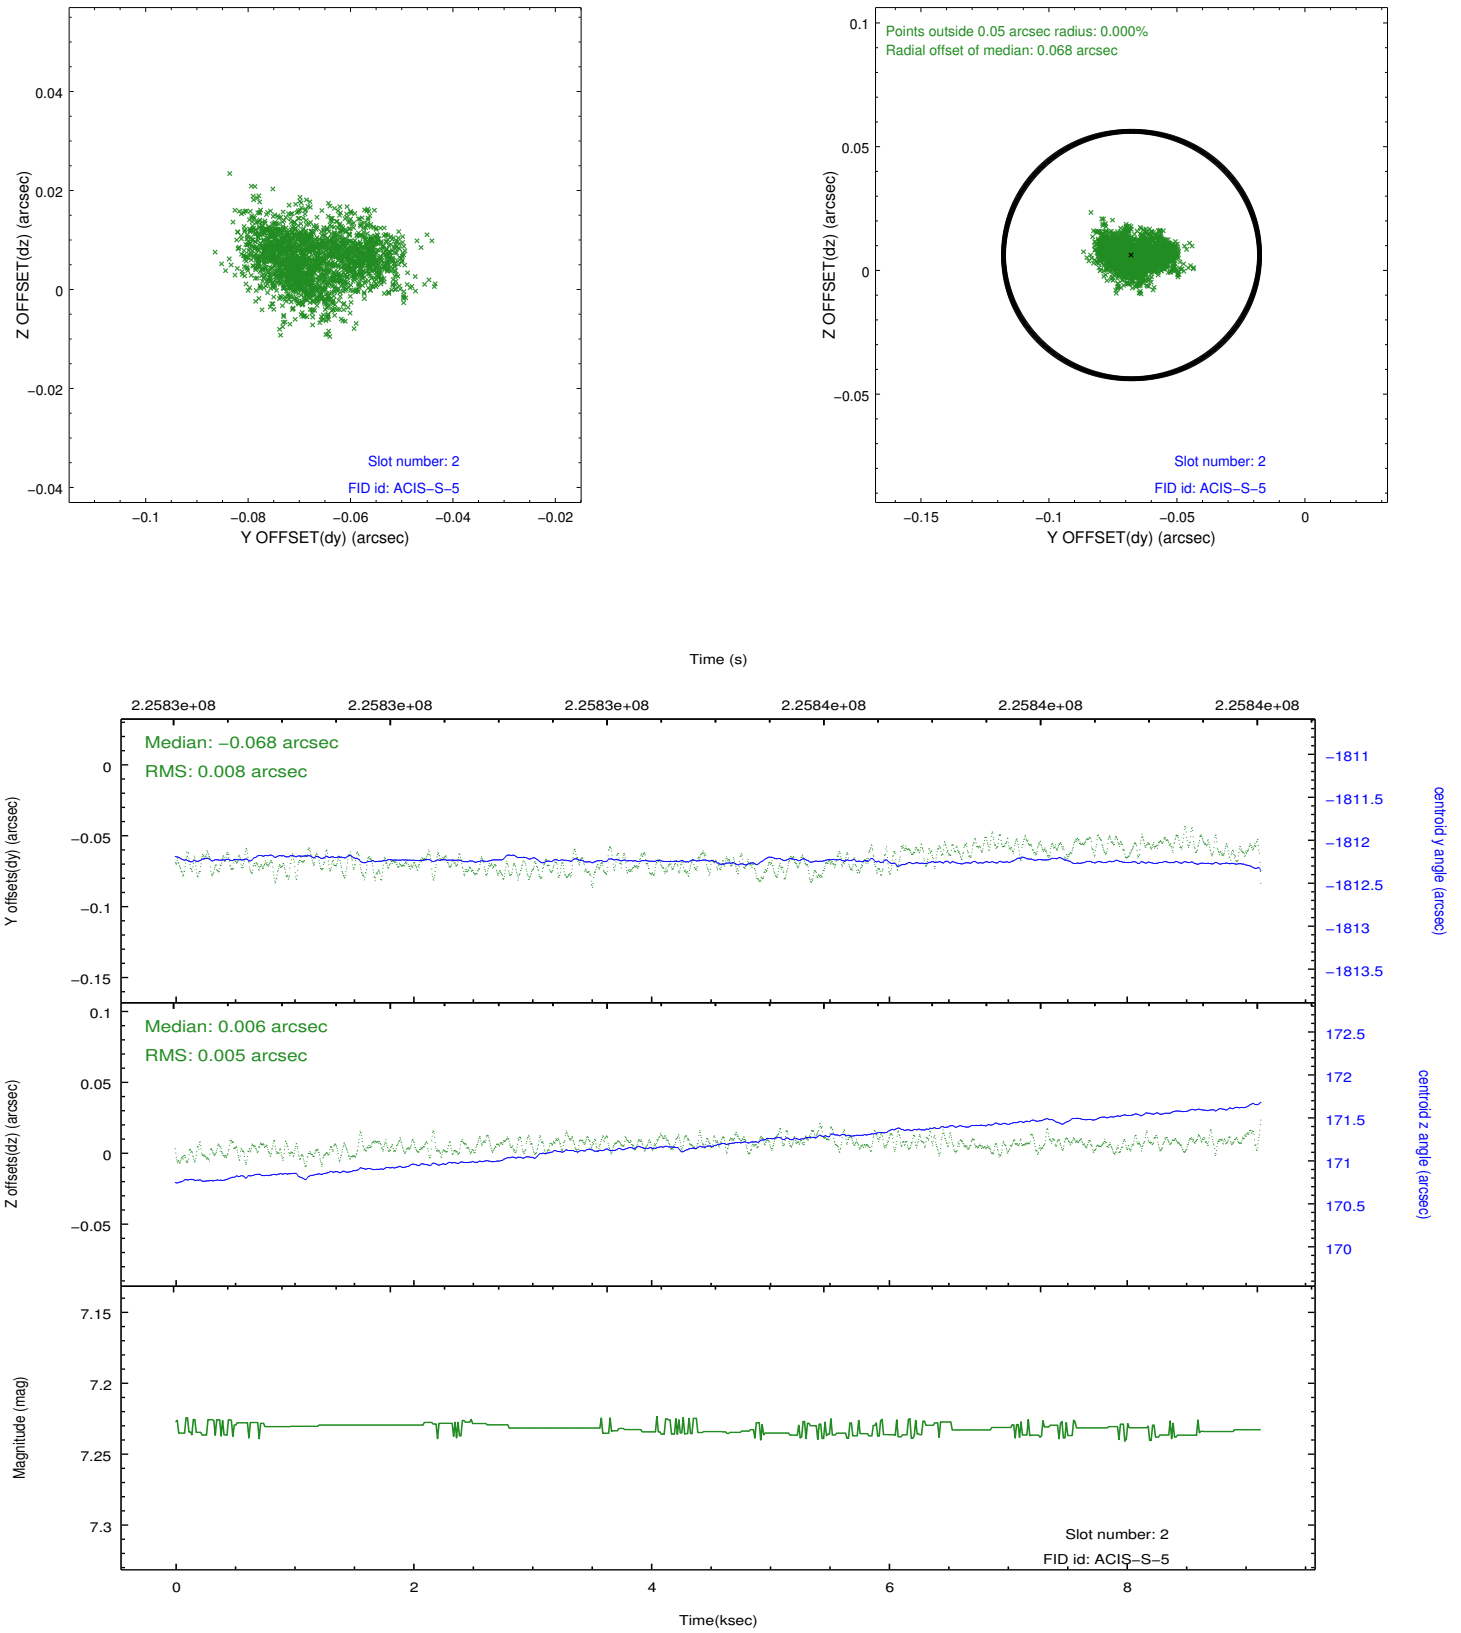 0.04
0.02
0
−0.02
−0.04
Z OFFSET(dz) (arcsec)
Slot number: 2
FID id: ACIS−S−5
−0.1
−0.08
−0.06
−0.04
−0.02
Y OFFSET(dy) (arcsec)
Points outside 0.05 arcsec radius: 0.000%
Radial offset of median: 0.068 arcsec
0.1
0.05
0
−0.05
Z OFFSET(dz) (arcsec)
Slot number: 2
FID id: ACIS−S−5
−0.15
−0.1
−0.05
0
Y OFFSET(dy) (arcsec)
Time (s)
2.2583e+08
2.2583e+08
2.2583e+08
2.2584e+08
2.2584e+08
2.2584e+08
Median: −0.068 arcsec
RMS: 0.008 arcsec
0
−0.05
−0.1
−0.15
Y offsets(dy) (arcsec)
−1811
−1811.5
−1812
−1812.5
−1813
−1813.5
centroid y angle (arcsec)
Median: 0.006 arcsec
RMS: 0.005 arcsec
0.1
0.05
0
−0.05
Z offsets(dz) (arcsec)
172.5
172
171.5
171
170.5
170
centroid z angle (arcsec)
7.15
7.2
7.25
7.3
Magnitude (mag)
Slot number: 2
FID id: ACIS−S−5
0
2
4
6
8
Time(ksec)